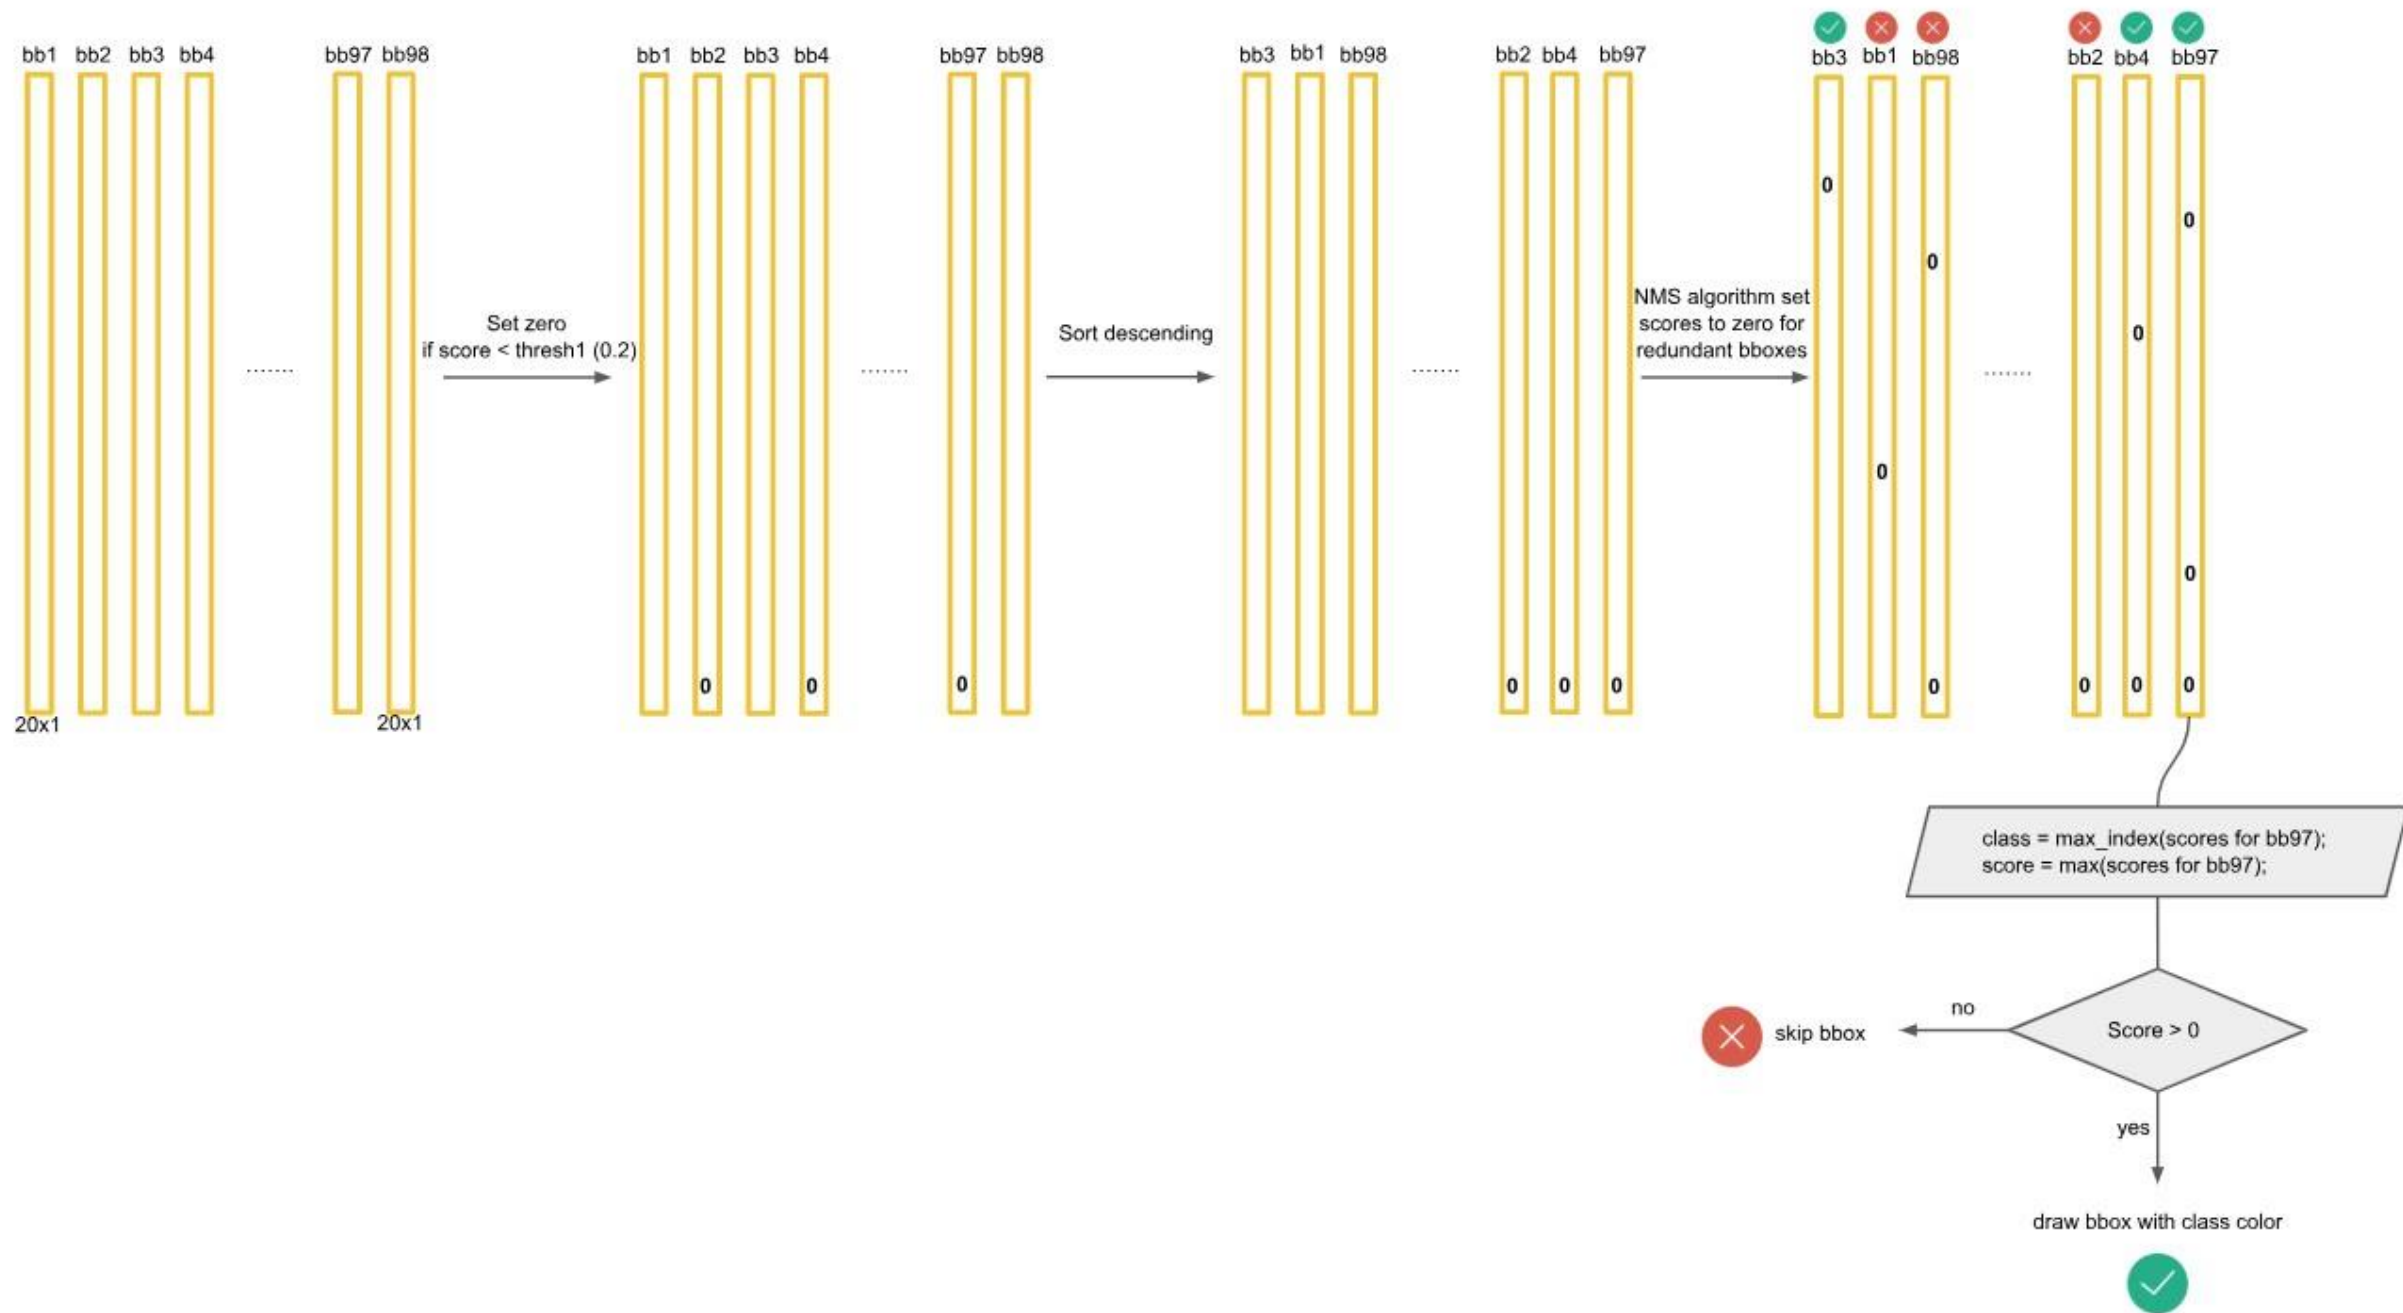 bb1 bb2 bb3 bb4 bb97 bb98
20x1 20x1
.......
Set zero
if score < thresh1 (0.2)
bb1 bb2 bb3 bb4 bb97 bb98
.......
0 0 0
Sort descending
bb3 bb1 bb98 bb2 bb4 bb97
.......
0 0 0
NMS algorithm set
scores to zero for
redundant bboxes
bb3 bb1 bb98 bb2 bb4 bb97
0
0
0
0
.......
0
0
0 0 0 0
class = max_index(scores for bb97);
score = max(scores for bb97);
Score > 0
no
skip bbox
yes
draw bbox with class color